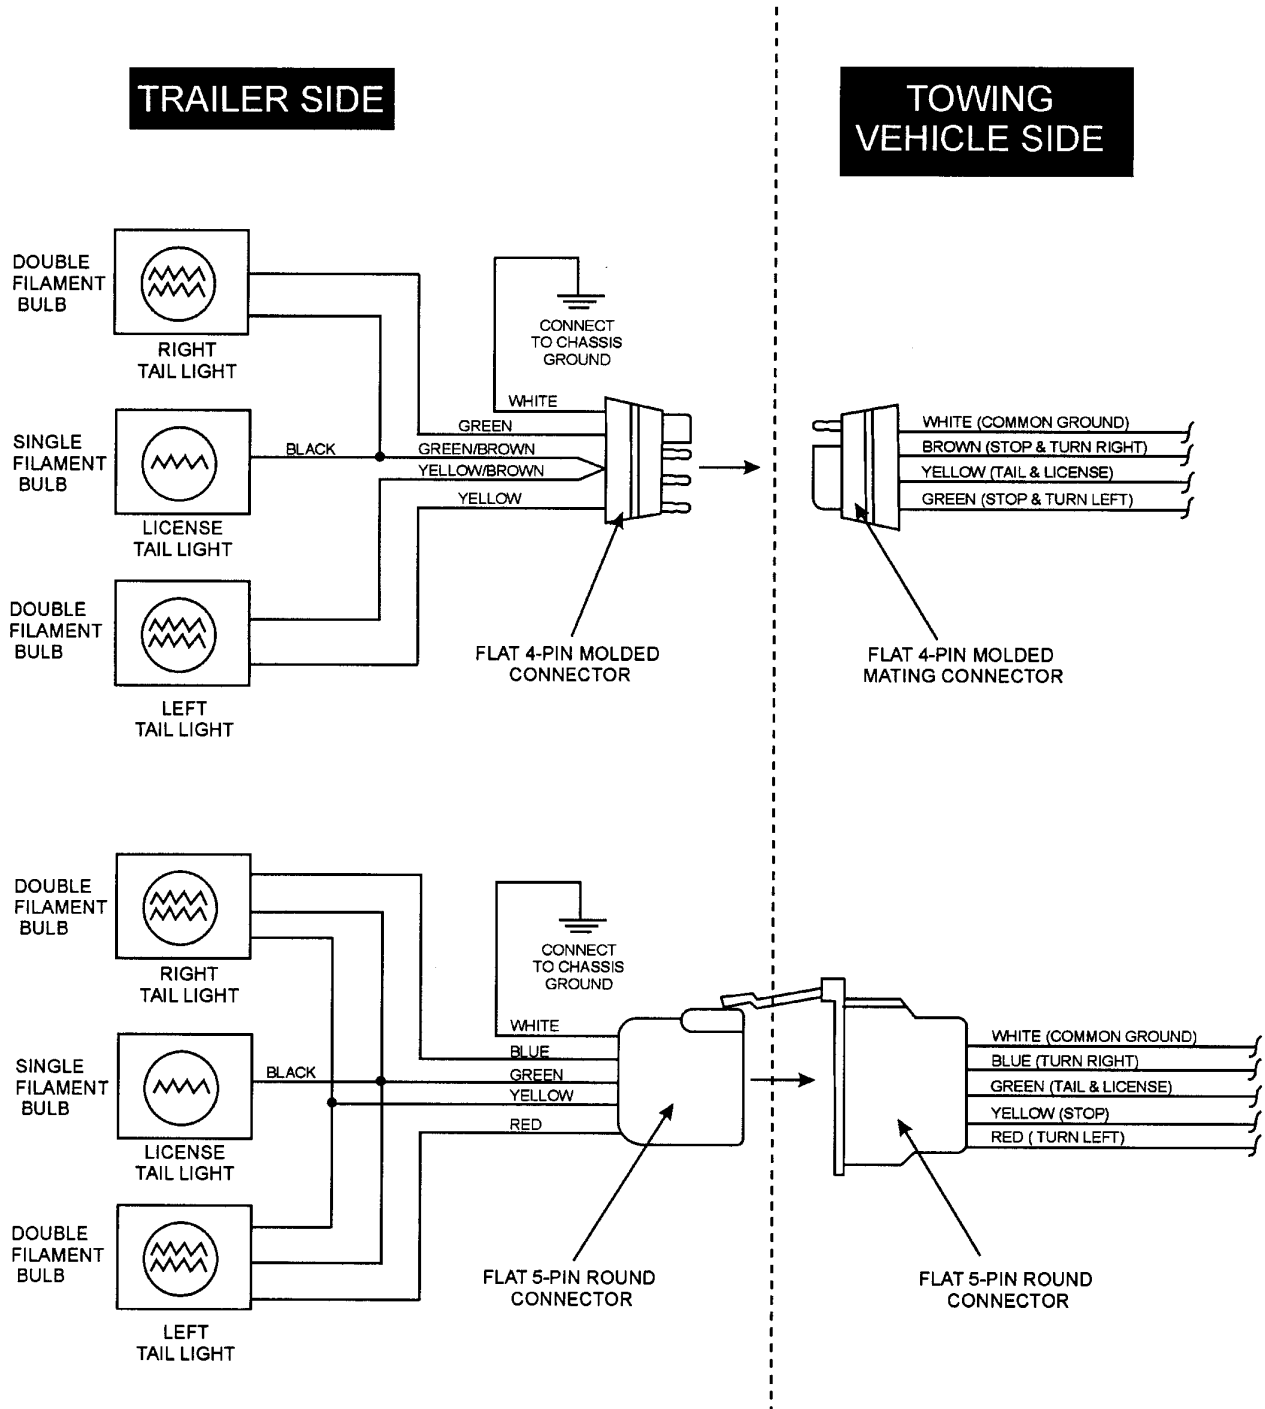 TRAILER SIDE
TOWING
VEHICLE SIDE
DOUBLE
FILAMENT
BULB
RIGHT
TAIL LIGHT
CONNECT
TO CHASSIS
GROUND
SINGLE
FILAMENT
BULB
BLACK
LICENSE
TAIL LIGHT
WHITE
GREEN
GREEN/BROWN
YELLOW/BROWN
YELLOW
WHITE (COMMON GROUND)
BROWN (STOP & TURN RIGHT)
YELLOW (TAIL & LICENSE)
GREEN (STOP & TURN LEFT)
DOUBLE
FILAMENT
BULB
LEFT
TAIL LIGHT
FLAT 4-PIN MOLDED
CONNECTOR
FLAT 4-PIN MOLDED
MATING CONNECTOR
DOUBLE
FILAMENT
BULB
RIGHT
TAIL LIGHT
CONNECT
TO CHASSIS
GROUND
SINGLE
FILAMENT
BULB
BLACK
LICENSE
TAIL LIGHT
WHITE
BLUE
GREEN
YELLOW
RED
WHITE (COMMON GROUND)
BLUE (TURN RIGHT)
GREEN (TAIL & LICENSE)
YELLOW (STOP)
RED ( TURN LEFT)
DOUBLE
FILAMENT
BULB
LEFT
TAIL LIGHT
FLAT 5-PIN ROUND
CONNECTOR
FLAT 5-PIN ROUND
CONNECTOR